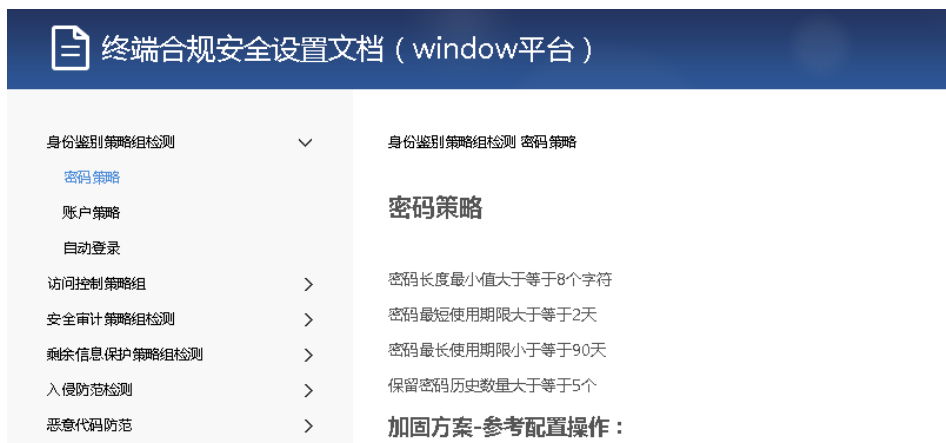 终端合规安全设置文档（window平台）
身份鉴别策略组检测
密码策略
账户策略
自动登录
访问控制策略组
安全审计策略组检测
剩余信息保护策略组检测
入侵防范检测
恶意代码防范
身份鉴别策略组检测 密码策略
密码策略
密码长度最小值大于等于8个字符
密码最短使用期限大于等于2天
密码最长使用期限小于等于90天
保留密码历史数量大于等于5个
加固方案-参考配置操作：